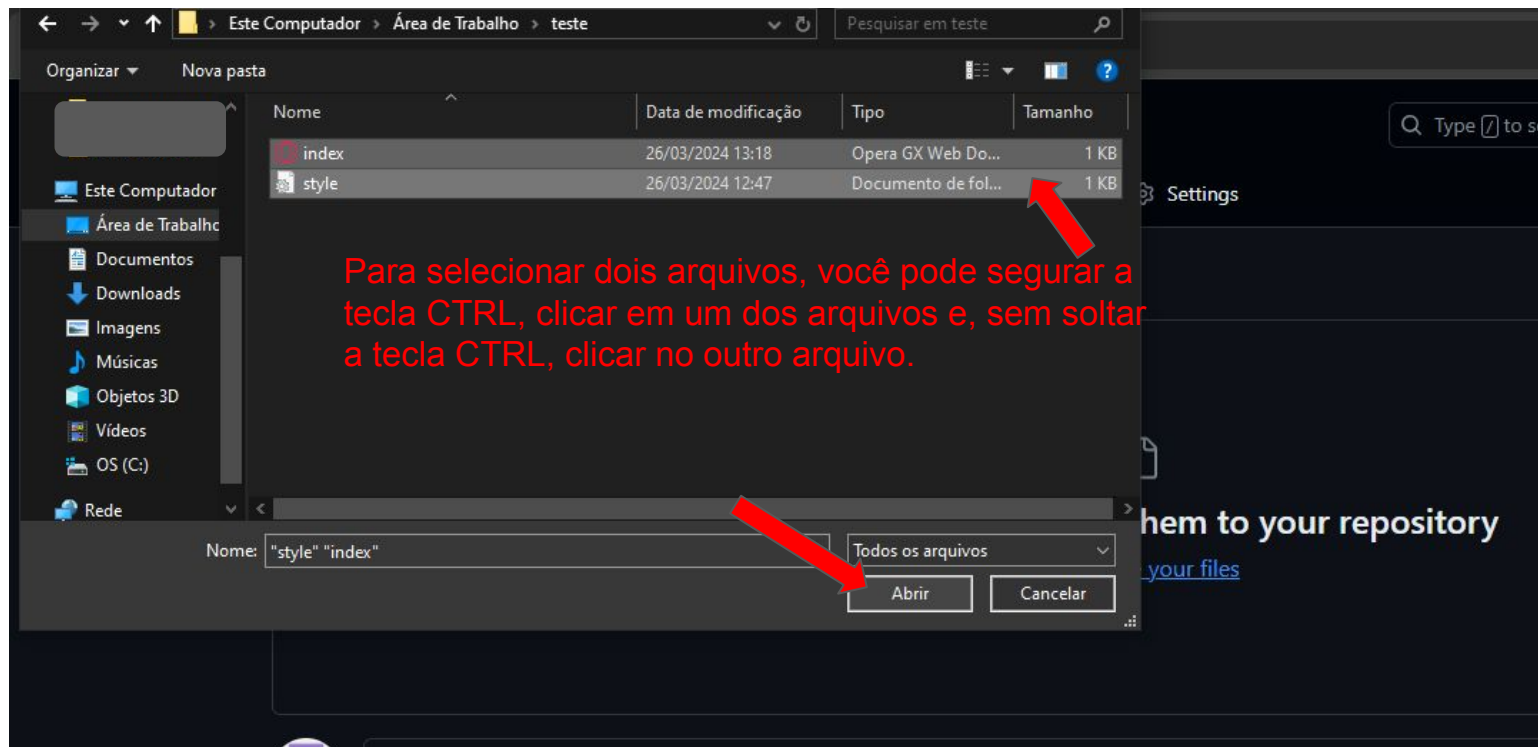 Este Computador > Área de Trabalho > teste
Pesquisar em teste
Organizar
Nova pasta
Nome
Data de modificação
Tipo
Tamanho
index
26/03/2024 13:18
Opera GX Web Do...
1 KB
style
26/03/2024 12:47
Documento de fol...
1 KB
Este Computador
Área de Trabalho
Documentos
Downloads
Imagens
Músicas
Objetos 3D
Vídeos
OS (C:)
Rede
Para selecionar dois arquivos, você pode segurar a
tecla CTRL, clicar em um dos arquivos e, sem soltar
a tecla CTRL, clicar no outro arquivo.
Nome:
"style" "index"
Todos os arquivos
Abrir
Cancelar
Type / to
Settings
to your repository
your files